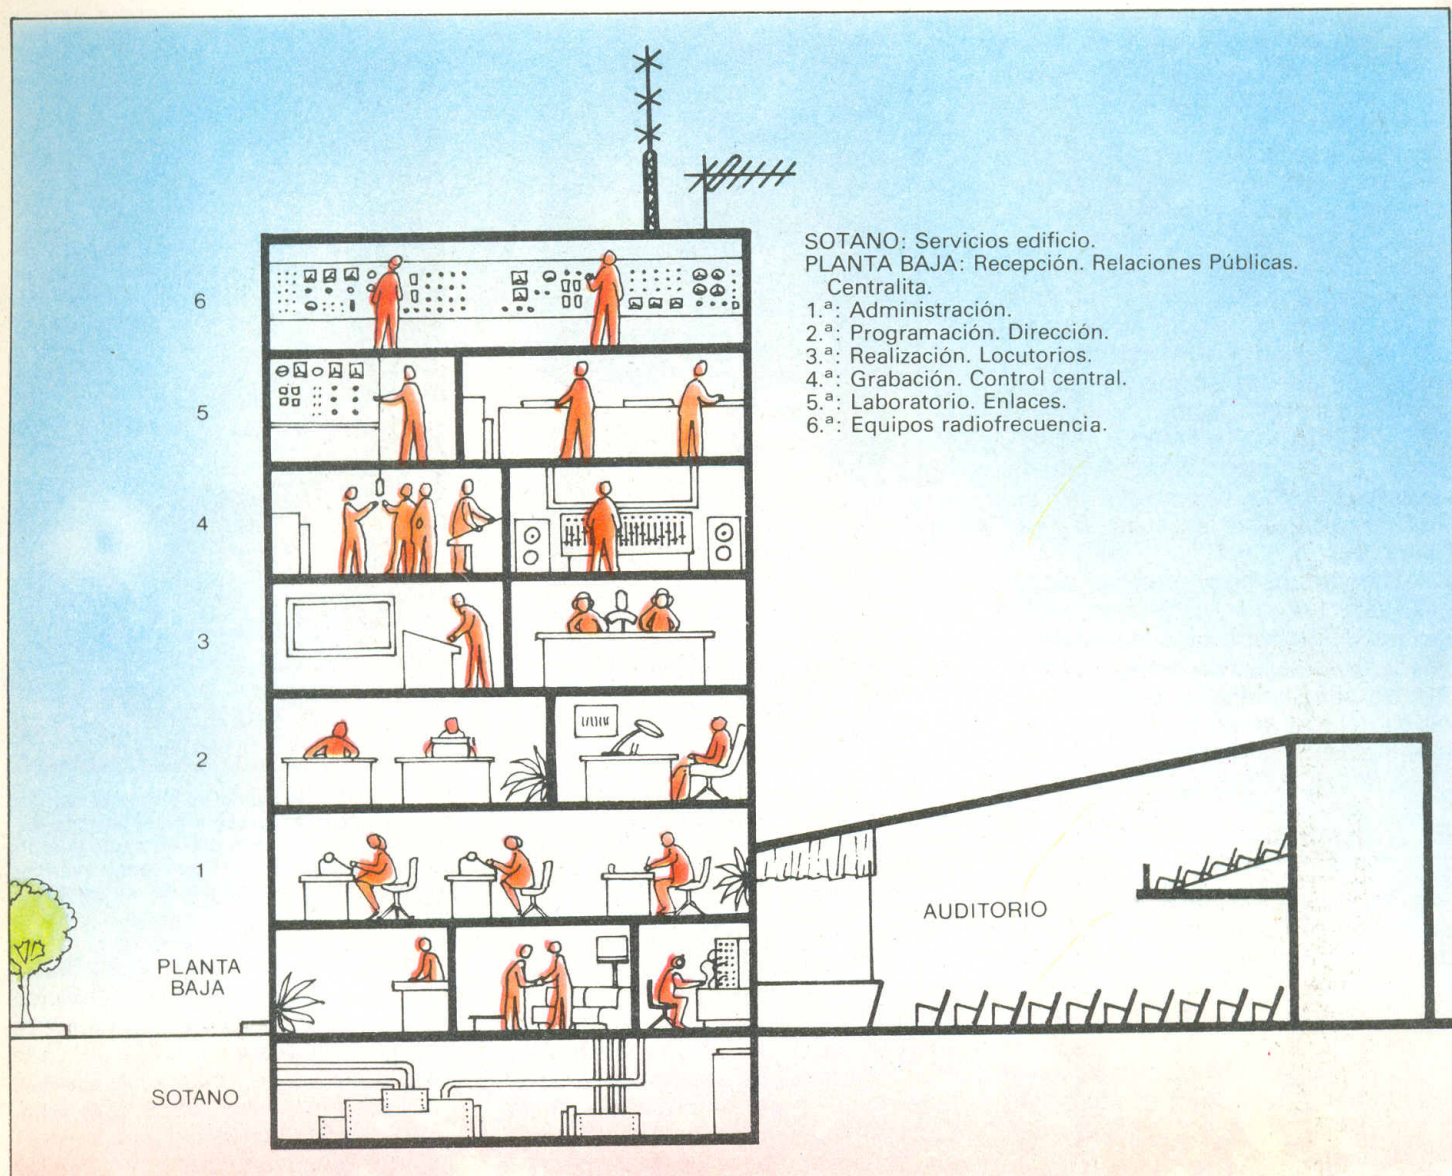 SOTANO: Servicios edificio.
PLANTA BAJA: Recepción. Relaciones Públicas.
Centralita.
1.ª: Administración.
2.ª: Programación. Dirección.
3.ª: Realización. Locutorios.
4.ª: Grabación. Control central.
5.ª: Laboratorio. Enlaces.
6.ª: Equipos radiofrecuencia.
6
5
4
3
2
1
PLANTA
BAJA
SOTANO
AUDITORIO